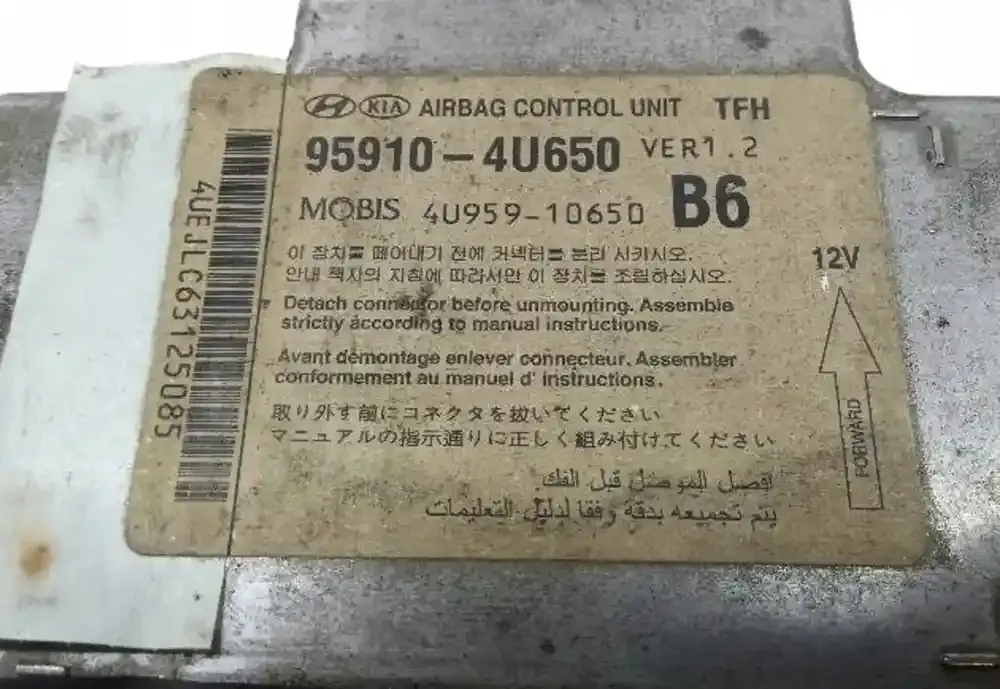 KIA AIRBAG CONTROL UNIT TFH
95910-4U650 VER1.2
MOBIS 4U959-10650 B6
이 장치를 떼어내기 전에 커넥터를 분리 시키시오.
안내 책자의 지침에 따라서만 이 장치를 조립하십시오.
12V
Detach connector before unmounting. Assemble
strictly according to manual instructions.
Avant démontage enlever connecteur. Assembler
conformement au manuel d' instructions.
取り外す前にコネクタを抜いてください
マニュアルの指示通りに正しく組み付けてください
افصل الموصل قبل الفك
يتم تجميعه بدقة وفقا لدليل التعليمات
FORWARD
4UEJLC63125085